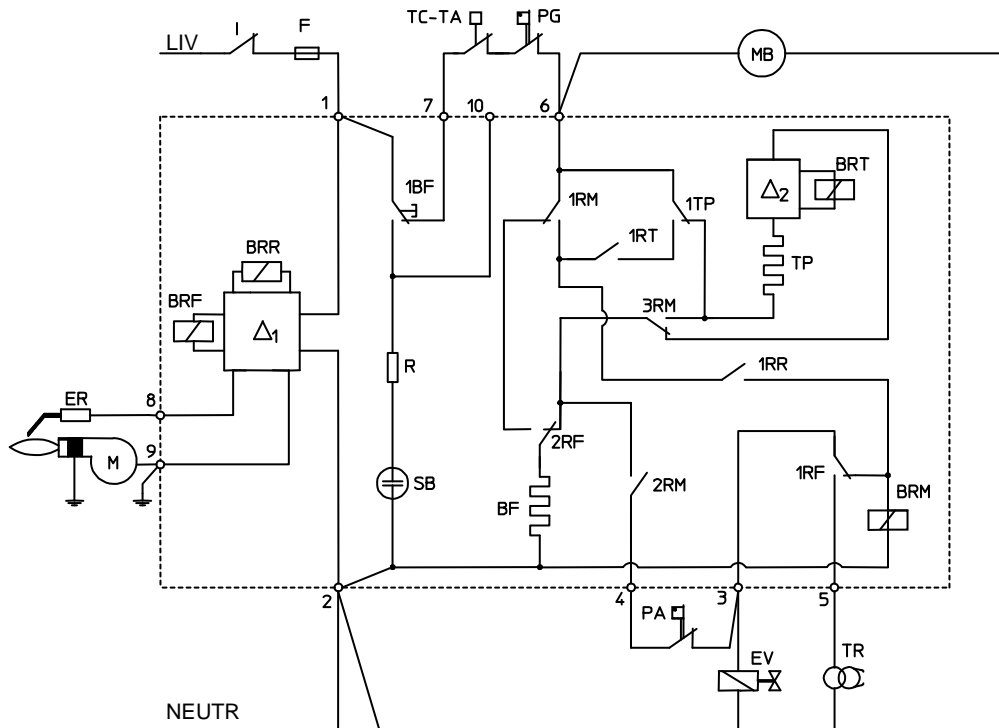 TC-TA PG
LIV I F MB
1 7 10 6
1BF 1RM 1TP Δ2 BRT
1RT TP
BRR
BRF Δ1 3RM
R 1RR
ER 8
M 9 2RF
SB BF 2RM 1RF BRM
2 4 3 5
PA
EV TR
NEUTR